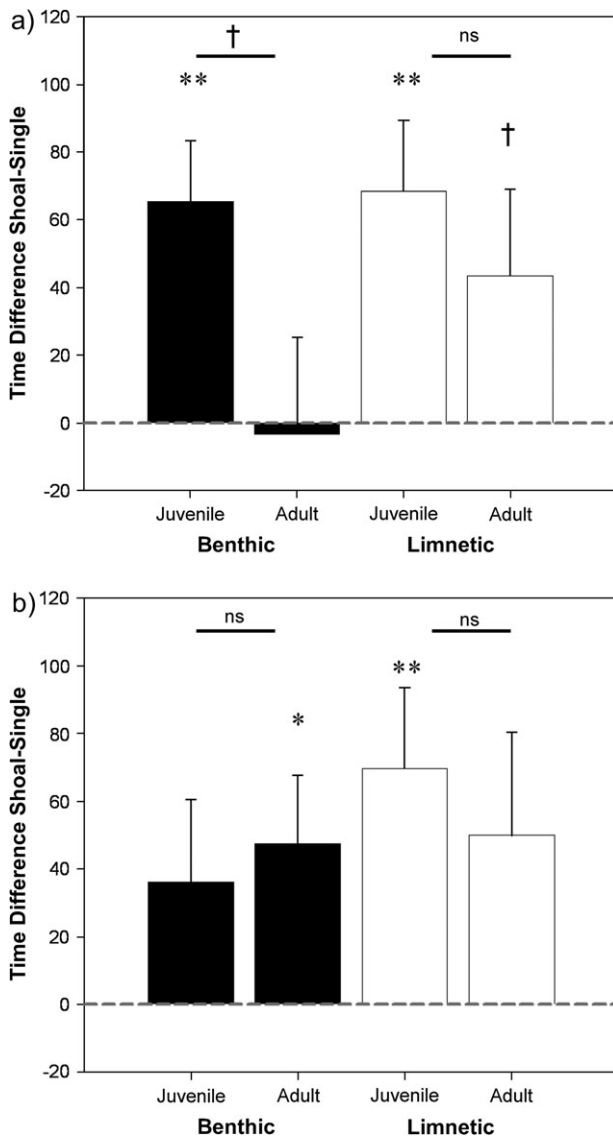 a)
Time Difference Shoal-Single
120
100
80
60
40
20
0
-20
† ns
** ** †
Juvenile Adult Juvenile Adult
Benthic Limnetic
b)
Time Difference Shoal-Single
120
100
80
60
40
20
0
-20
ns ns
* **
Juvenile Adult Juvenile Adult
Benthic Limnetic